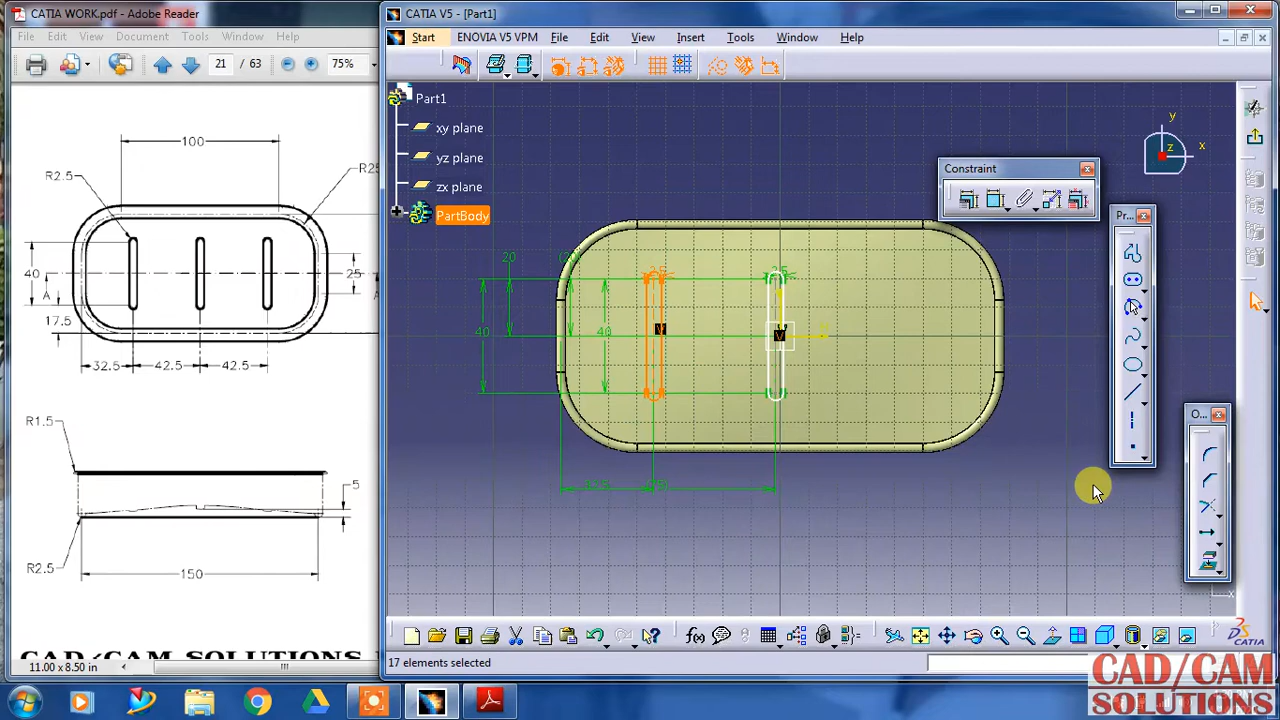 CATIA WORK.pdf - Adobe Reader
File Edit View Document Tools Window Help
21 / 63 75%
100
R2.5
R25
40
25
A
A
17.5
32.5 42.5 42.5
R1.5
5
R2.5
150
CAD/CAM SOLUTIONS
11.00 x 8.50 in
CATIA V5 - [Part1]
Start ENOVIA V5 VPM File Edit View Insert Tools Window Help
Part1
xy plane
yz plane
zx plane
PartBody
y
x
z
Constraint
Pr...
O...
20
40
40
V
V
f(x)
17 elements selected
CATIA
CAD/CAM
SOLUTIONS